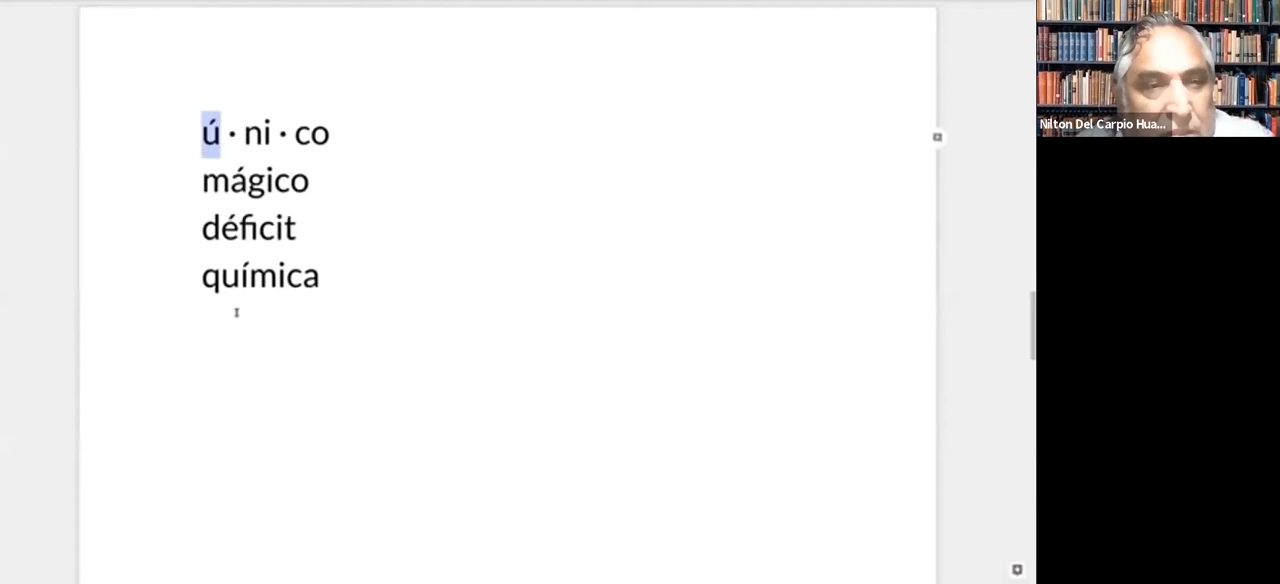 ú · ni · co
mágico
déficit
química
Nilton Del Carpio Hua...